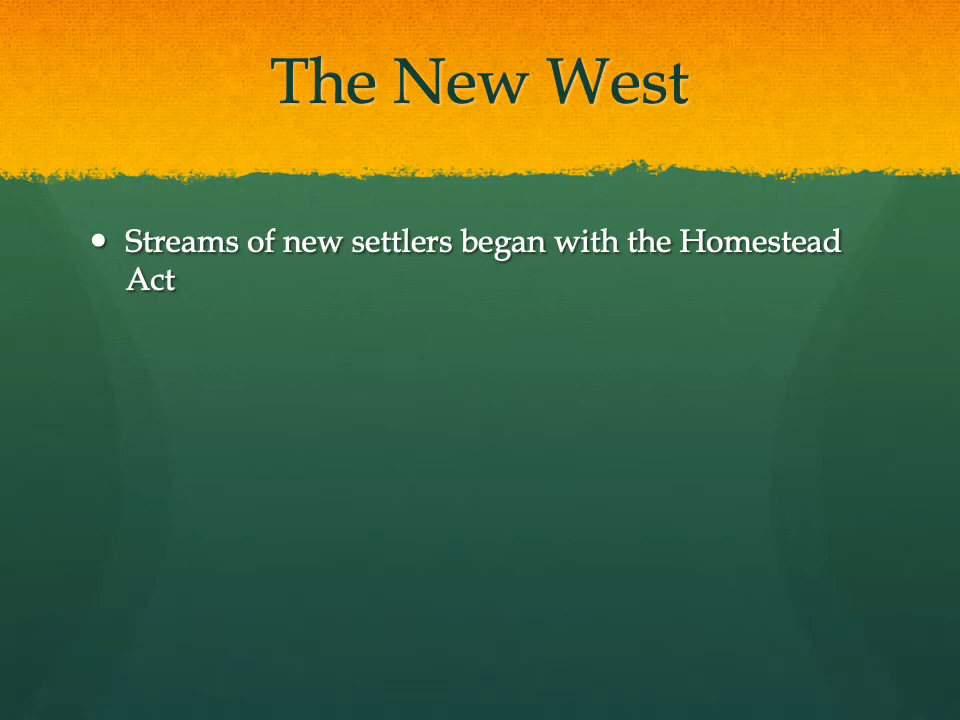 The New West
• Streams of new settlers began with the Homestead
Act